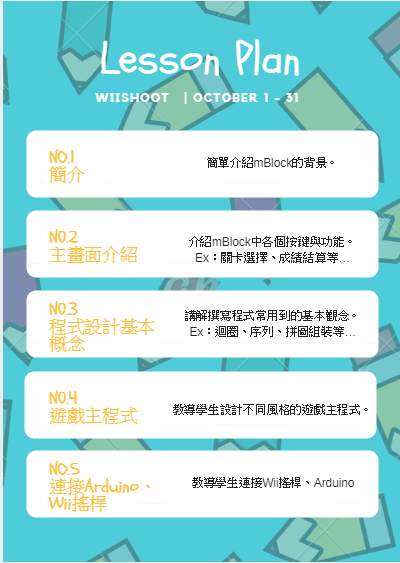 Lesson Plan
WIISHOOT | OCTOBER 1 - 31
NO.1
簡介
簡單介紹mBlock的背景。
NO.2
主畫面介紹
介紹mBlock中各個按鍵與功能。
Ex：關卡選擇、成績結算等...
NO.3
程式設計基本
概念
講解撰寫程式常用到的基本觀念。
Ex：迴圈、序列、拼圖組裝等...
NO.4
遊戲主程式
教導學生設計不同風格的遊戲主程式。
NO.5
連接Arduino、
Wii搖桿
教導學生連接Wii搖桿、Arduino